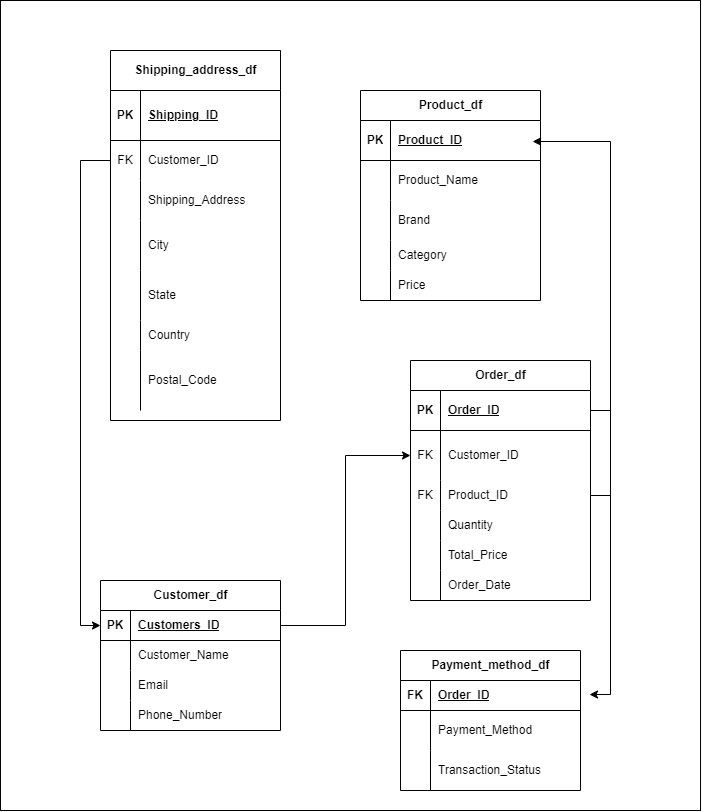 Shipping_address_df
PK Shipping_ID
FK Customer_ID
Shipping_Address
City
State
Country
Postal_Code
Product_df
PK Product_ID
Product_Name
Brand
Category
Price
Order_df
PK Order_ID
FK Customer_ID
FK Product_ID
Quantity
Total_Price
Order_Date
Customer_df
PK Customers_ID
Customer_Name
Email
Phone_Number
Payment_method_df
FK Order_ID
Payment_Method
Transaction_Status